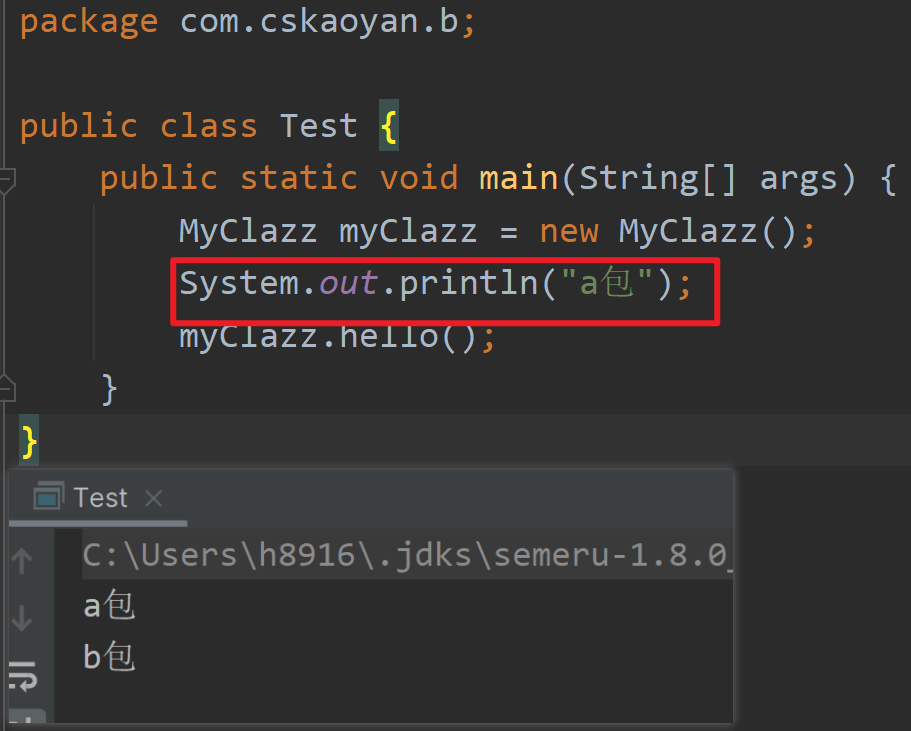 package com.cskaoyan.b;
public class Test {
public static void main(String[] args) {
MyClazz myClazz = new MyClazz();
System.out.println("a包");
myClazz.hello();
}
}
Test ×
C:\Users\h8916\.jdks\semeru-1.8.0_
a包
b包